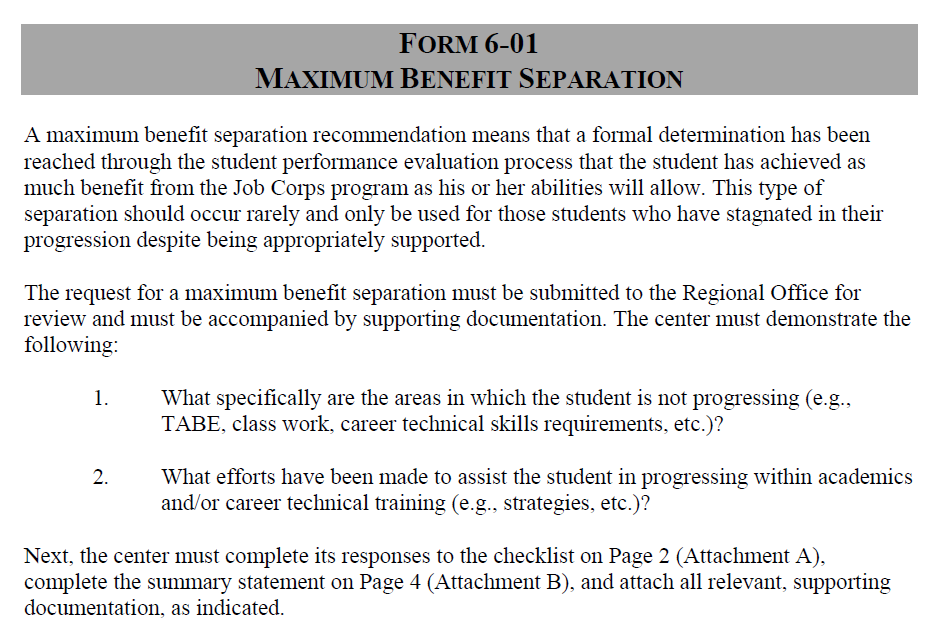 FORM 6-01
MAXIMUM BENEFIT SEPARATION
A maximum benefit separation recommendation means that a formal determination has been
reached through the student performance evaluation process that the student has achieved as
much benefit from the Job Corps program as his or her abilities will allow. This type of
separation should occur rarely and only be used for those students who have stagnated in their
progression despite being appropriately supported.
The request for a maximum benefit separation must be submitted to the Regional Office for
review and must be accompanied by supporting documentation. The center must demonstrate the
following:
1. What specifically are the areas in which the student is not progressing (e.g.,
TABE, class work, career technical skills requirements, etc.)?
2. What efforts have been made to assist the student in progressing within academics
and/or career technical training (e.g., strategies, etc.)?
Next, the center must complete its responses to the checklist on Page 2 (Attachment A),
complete the summary statement on Page 4 (Attachment B), and attach all relevant, supporting
documentation, as indicated.